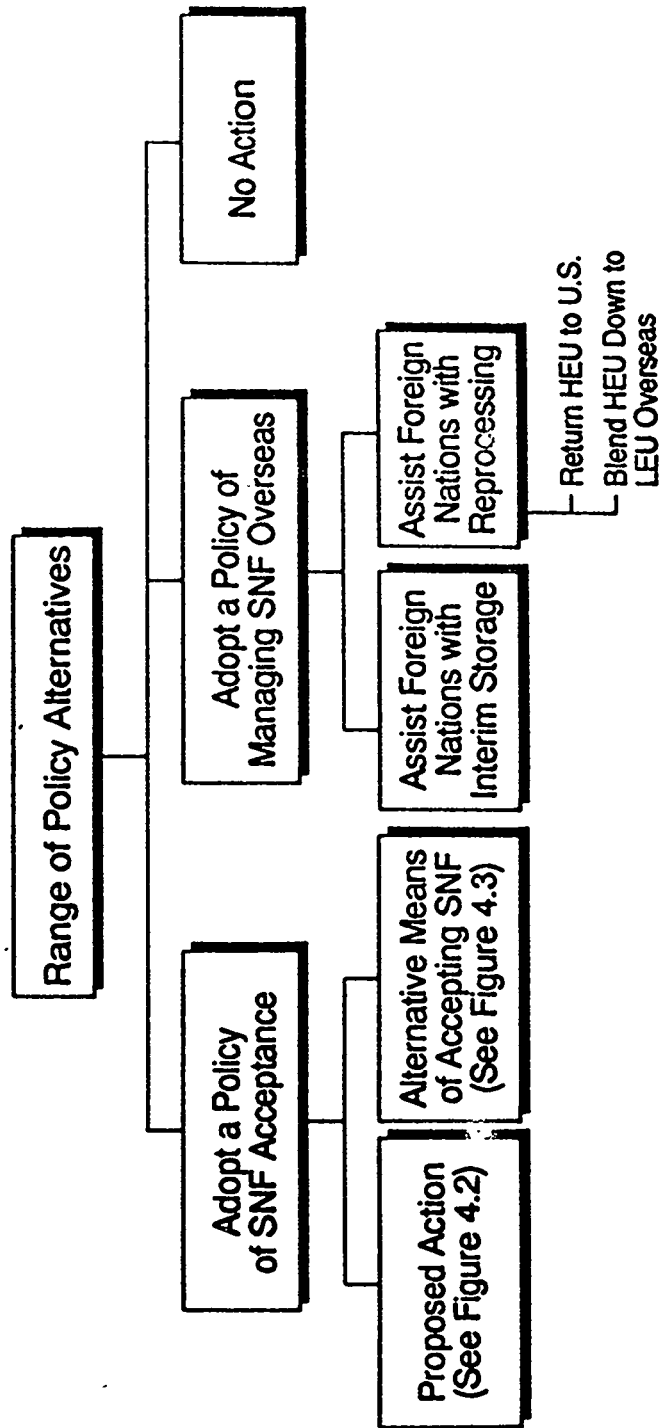 Range of Policy Alternatives
Adopt a Policy
of SNF Acceptance
Adopt a Policy of
Managing SNF Overseas
No Action
Proposed Action
(See Figure 4.2)
Alternative Means
of Accepting SNF
(See Figure 4.3)
Assist Foreign
Nations with
Interim Storage
Assist Foreign
Nations with
Reprocessing
Return HEU to U.S.
Blend HEU Down to
LEU Overseas